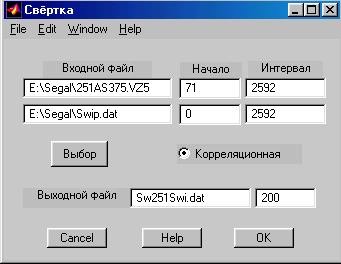 Свёртка
File Edit Window Help
Входной файл Начало Интервал
E:\Segal\251AS375.VZ5 71 2592
E:\Segal\Swip.dat 0 2592
Выбор Корреляционная
Выходной файл Sw251Swi.dat 200
Cancel Help OK